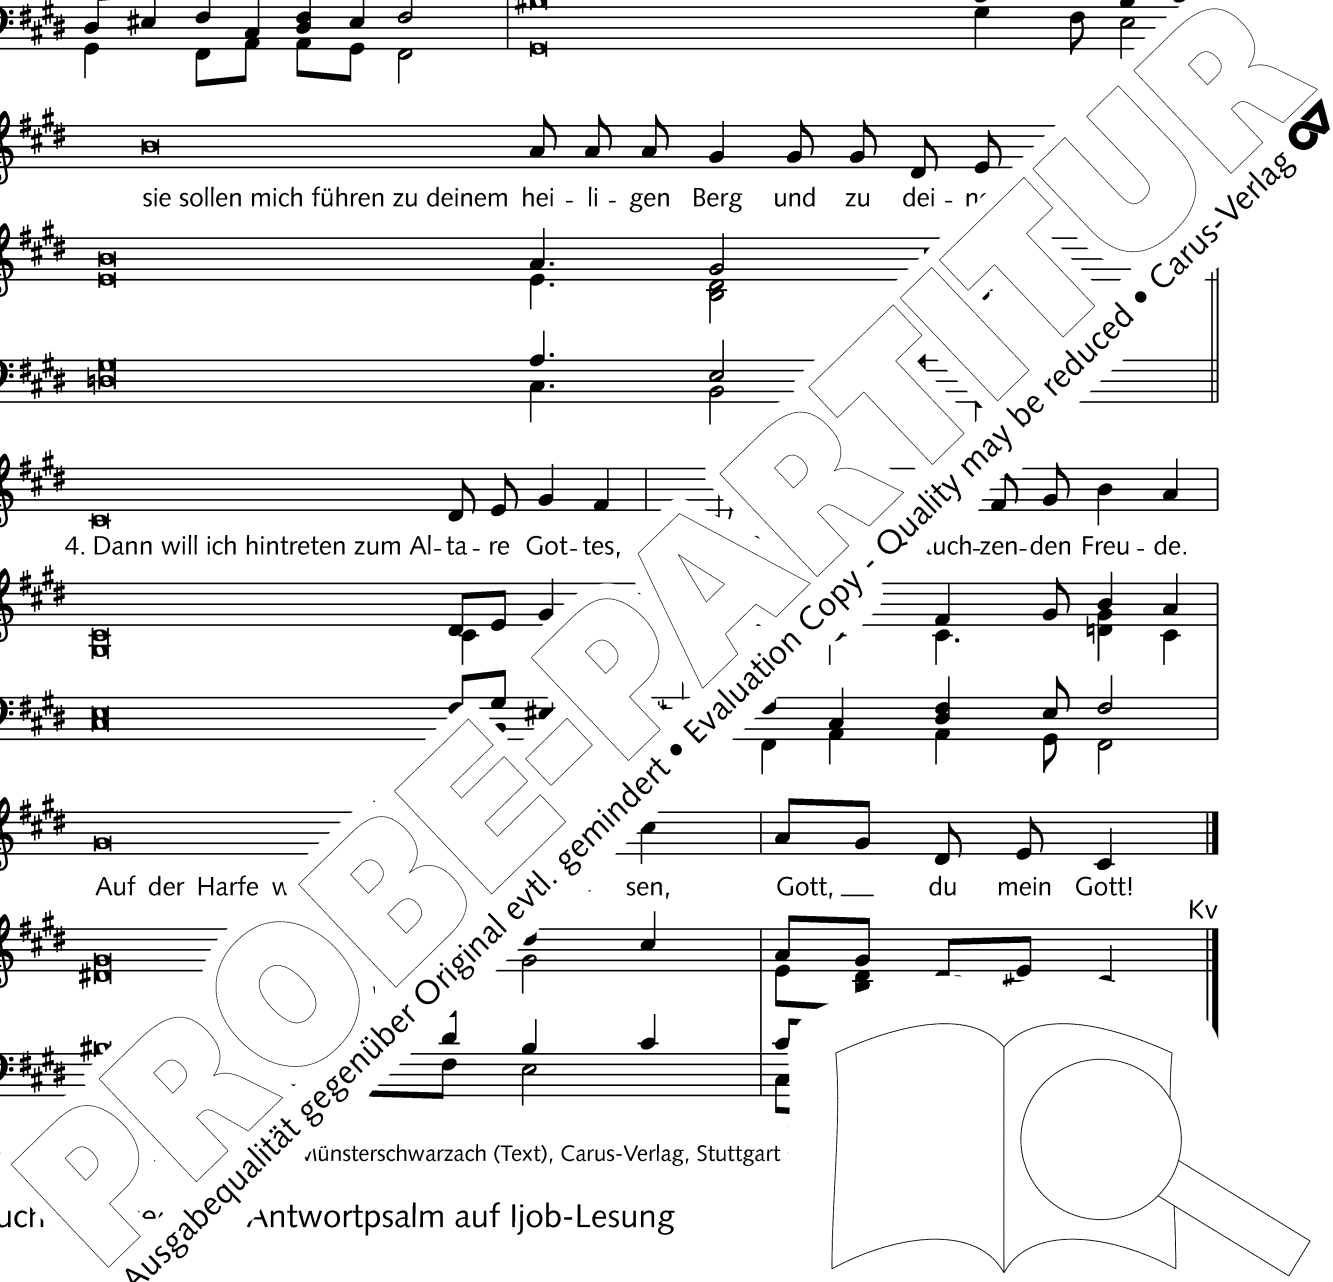 sie sollen mich führen zu deinem hei - li - gen Berg und zu dei -
4. Dann will ich hintreten zum Al - ta - re Got - tes, zen - den Freu - de.
Auf der Harfe sen, Gott, du mein Gott!
Kv
Münsterschwarzach (Text), Carus-Verlag, Stuttgart
Antwortpsalm auf Ijob-Lesung
PROBE-PARTITUR
Ausgabequalität gegenüber Original evtl. gemindert • Evaluation Copy - Quality may be reduced • Carus-Verlag